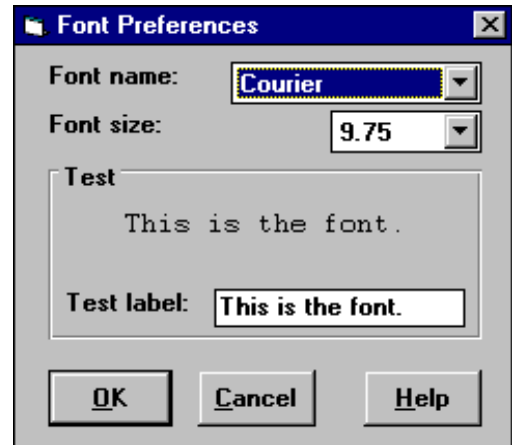 Font Preferences
Font name: Courier
Font size: 9.75
Test
This is the font.
Test label: This is the font.
OK Cancel Help